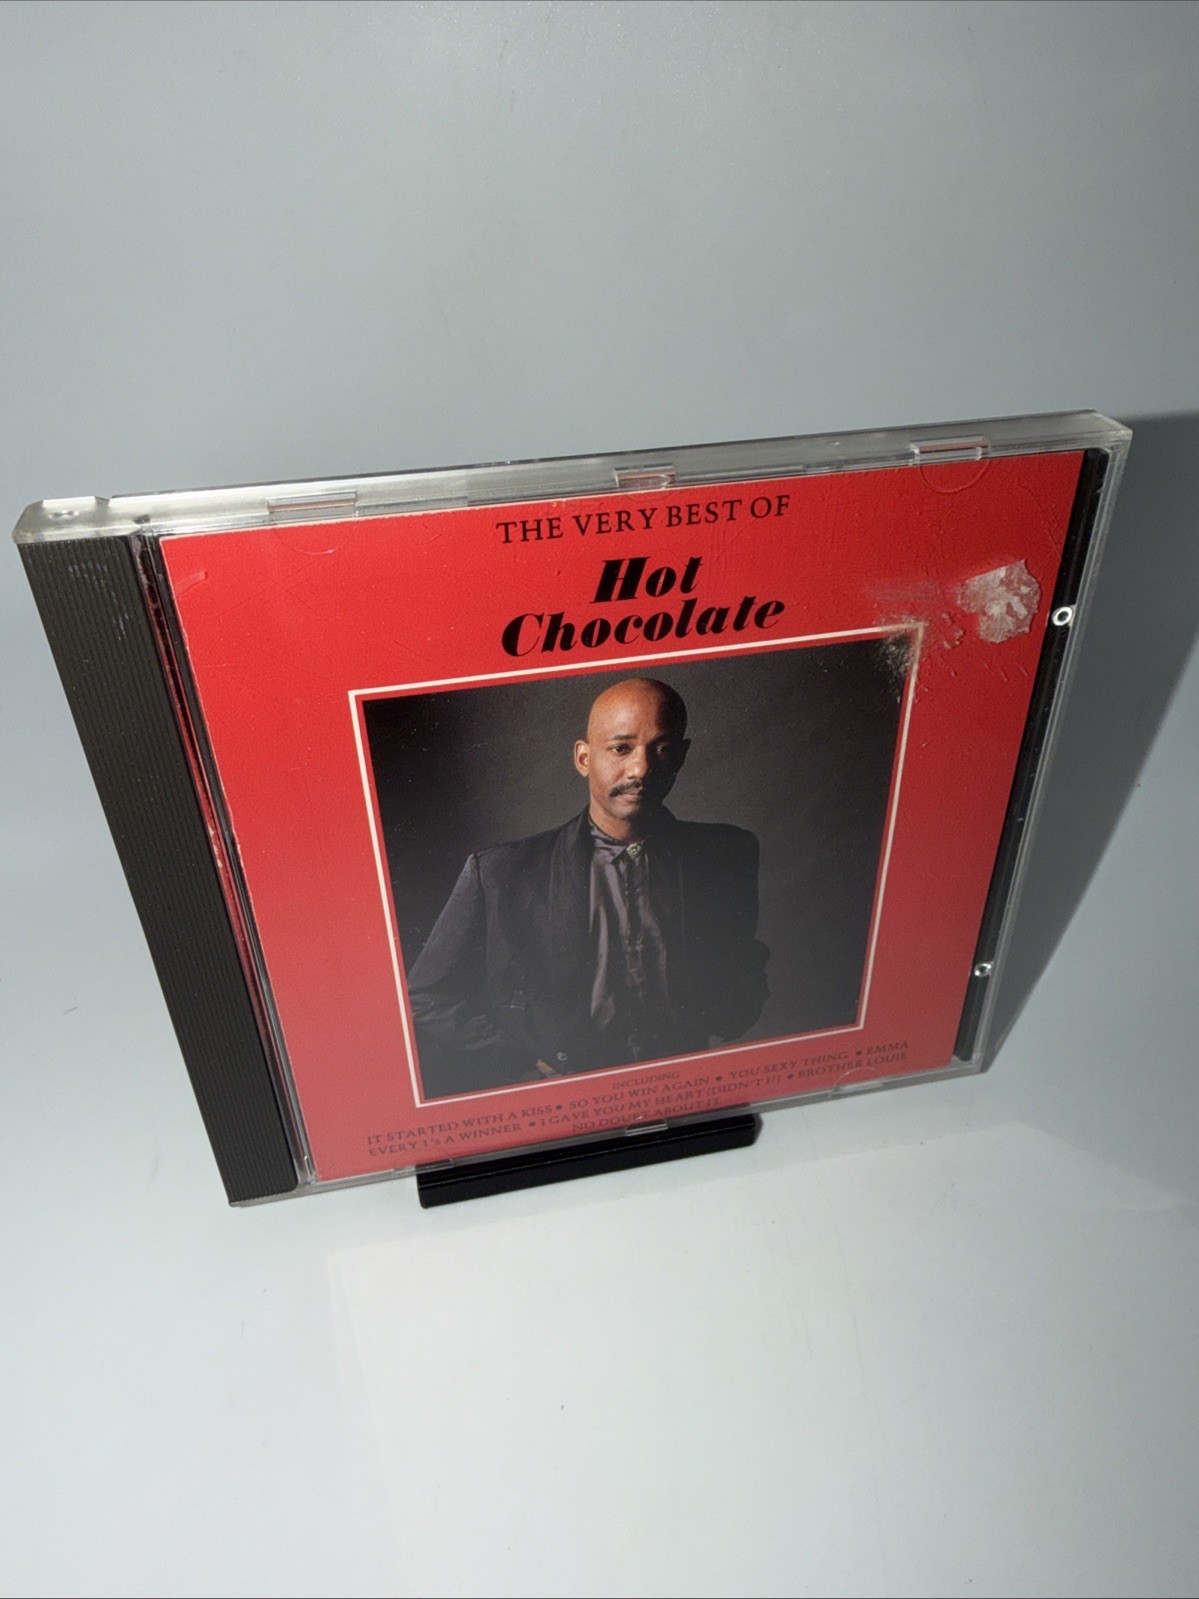 THE VERY BEST OF
Hot
Chocolate
INCLUDING
IT STARTED WITH A KISS • SO YOU WIN AGAIN • YOU SEXY THING • EMMA
EVERY 1's A WINNER • I GAVE YOU MY HEART (DIDN'T I!) • BROTHER LOUIE
NO DOUBT ABOUT IT